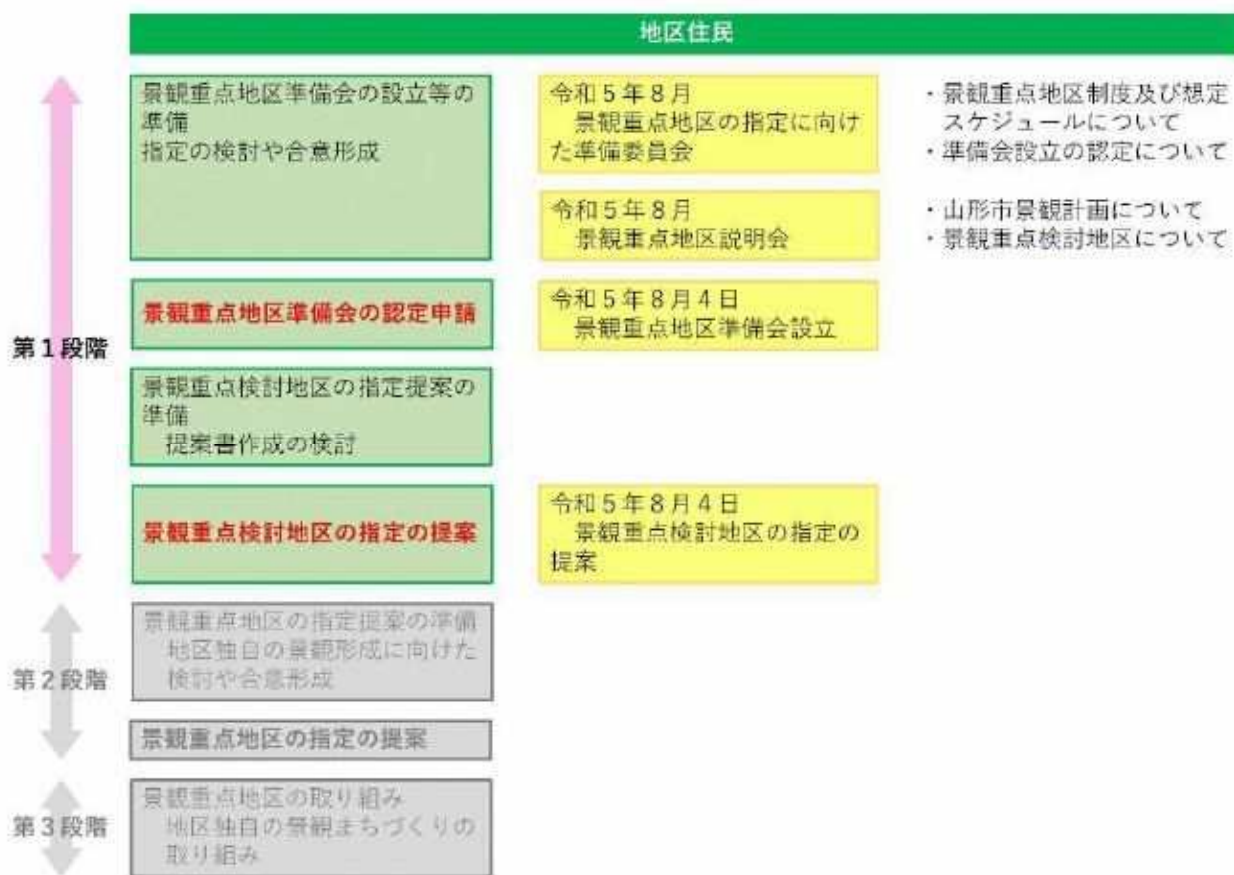 地区住民
第1段階
景観重点地区準備会の設立等の
準備
指定の検討や合意形成
令和5年8月
景観重点地区の指定に向け
た準備委員会
・景観重点地区制度及び想定
スケジュールについて
・準備会設立の認定について
令和5年8月
景観重点地区説明会
・山形市景観計画について
・景観重点検討地区について
景観重点地区準備会の認定申請
令和5年8月4日
景観重点地区準備会設立
景観重点検討地区の指定提案の
準備
提案書作成の検討
景観重点検討地区の指定の提案
令和5年8月4日
景観重点検討地区の指定の
提案
第2段階
景観重点地区の指定提案の準備
地区独自の景観形成に向けた
検討や合意形成
景観重点地区の指定の提案
第3段階
景観重点地区の取り組み
地区独自の景観まちづくりの
取り組み